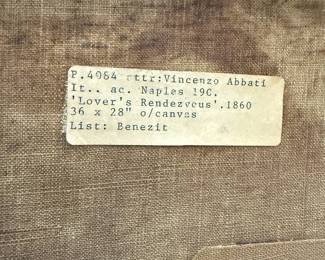 P.4064 attr:Vincenzo Abbati
It.. ac. Naples 19C.
'Lover's Rendezvous'.1860
36 x 28" o/canvas
List: Benezit